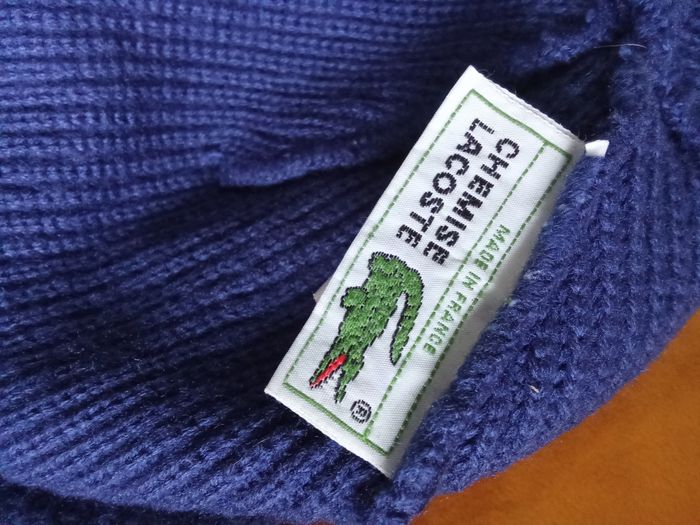 CHEMISE
LACOSTE
MADE IN FRANCE
®